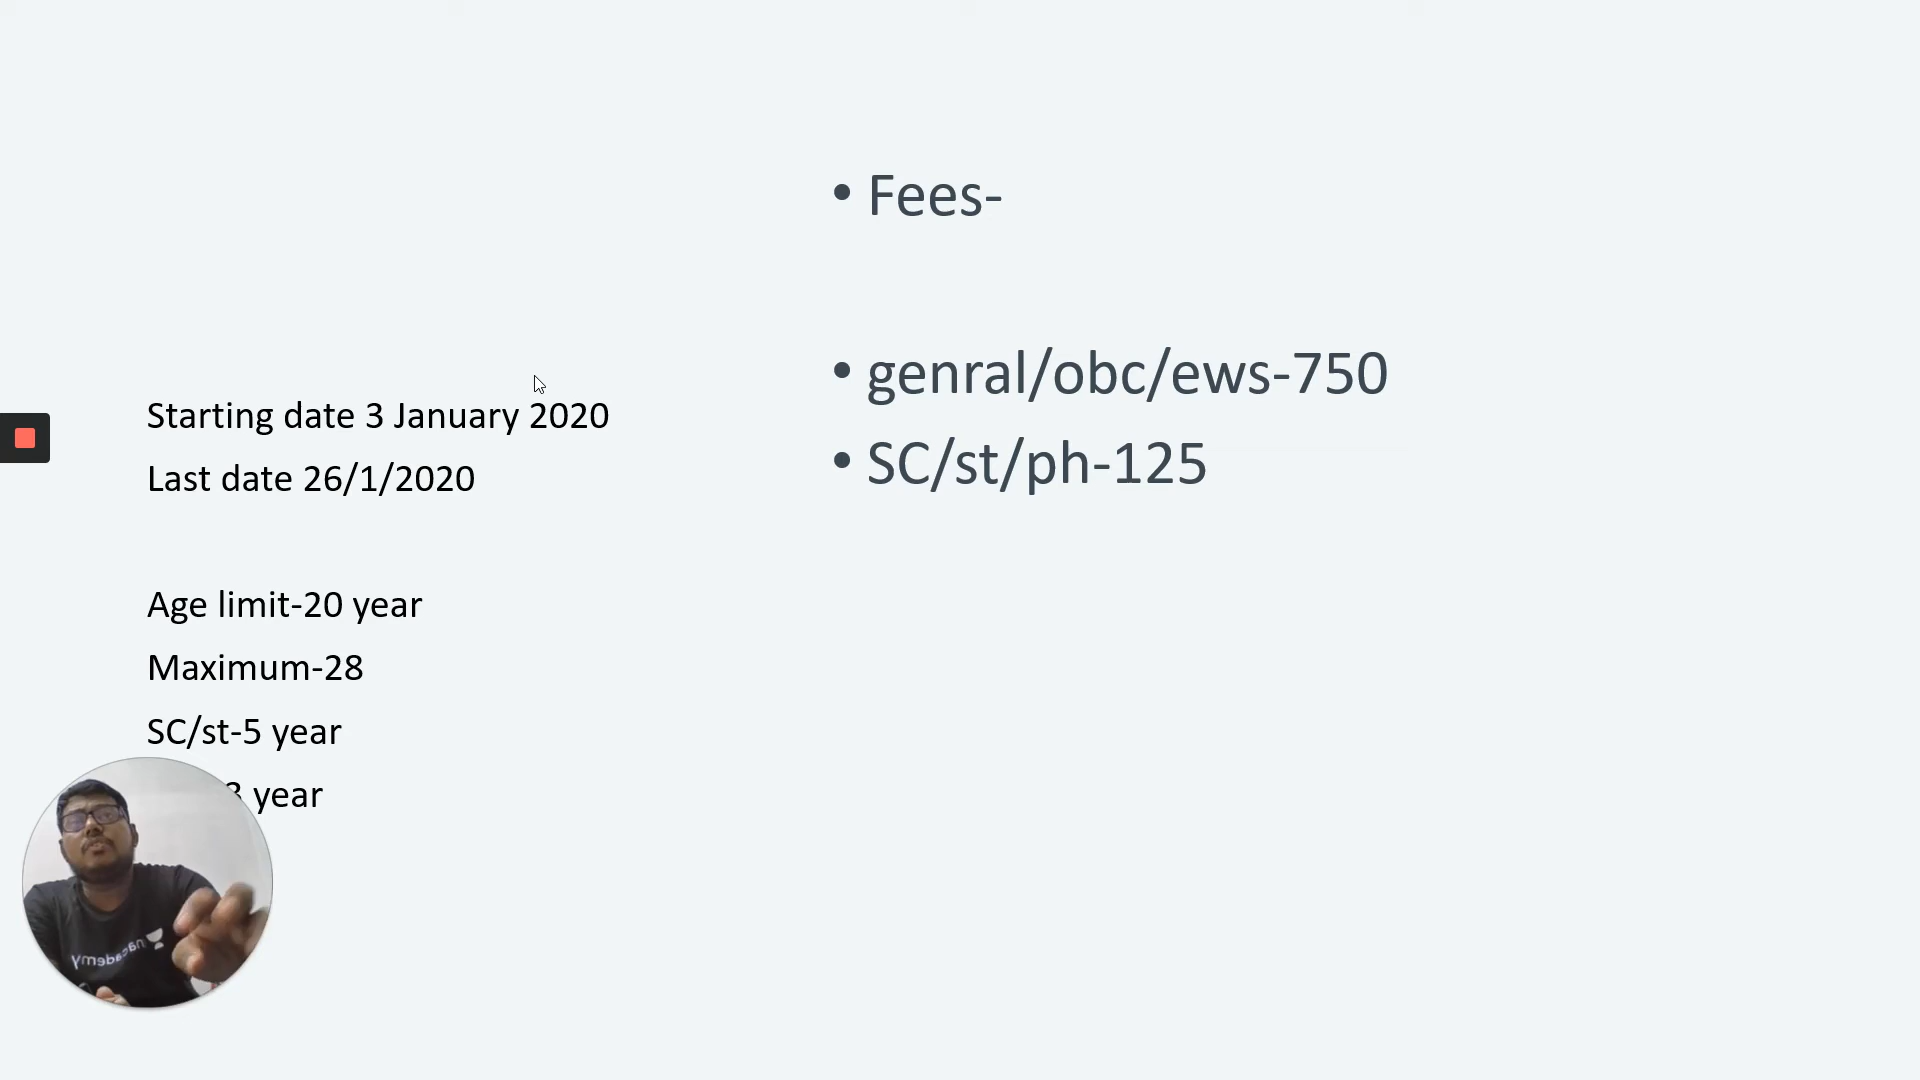 Starting date 3 January 2020
Last date 26/1/2020
Age limit-20 year
Maximum-28
SC/st-5 year
3 year
• Fees-
• genral/obc/ews-750
• SC/st/ph-125